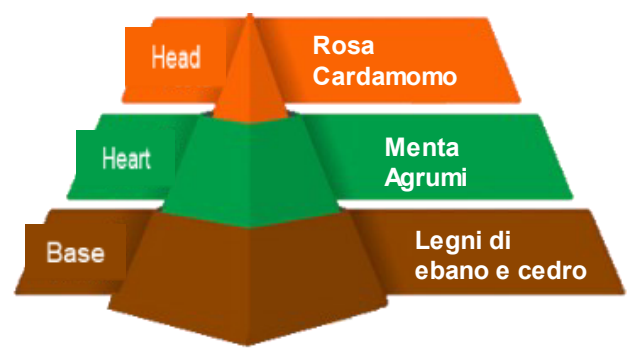 Head
Rosa
Cardamomo
Heart
Menta
Agrumi
Base
Legni di
ebano e cedro